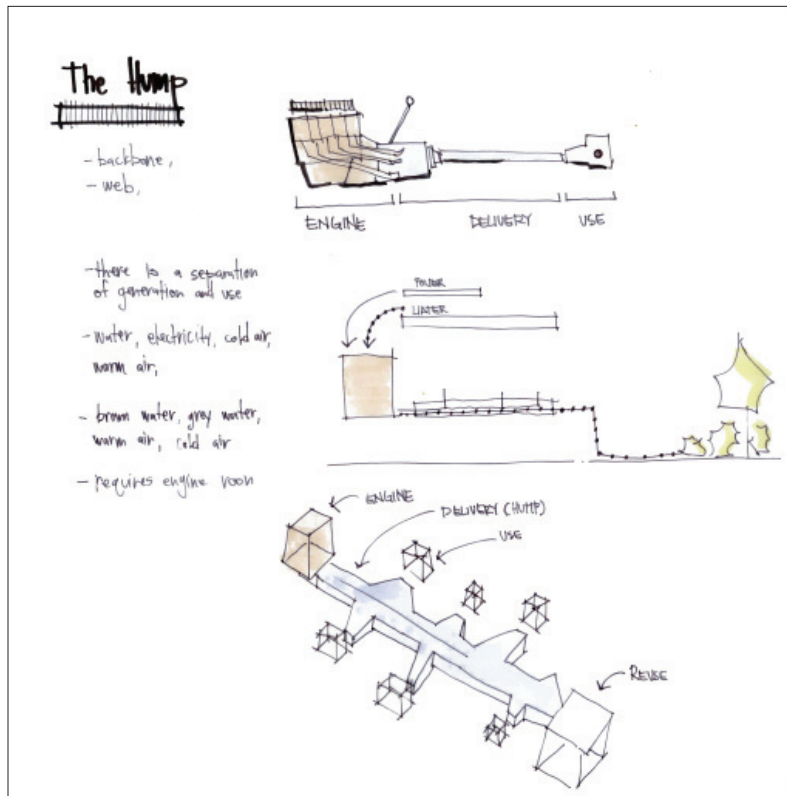 The Hump
- backbone,
- web,
- there is a separation
of generation and use
- water, electricity, cold air,
warm air,
- brown water, grey water,
warm air, cold air
- requires engine room
ENGINE
DELIVERY
USE
POWER
WATER
ENGINE
DELIVERY (HUMP)
USE
REUSE